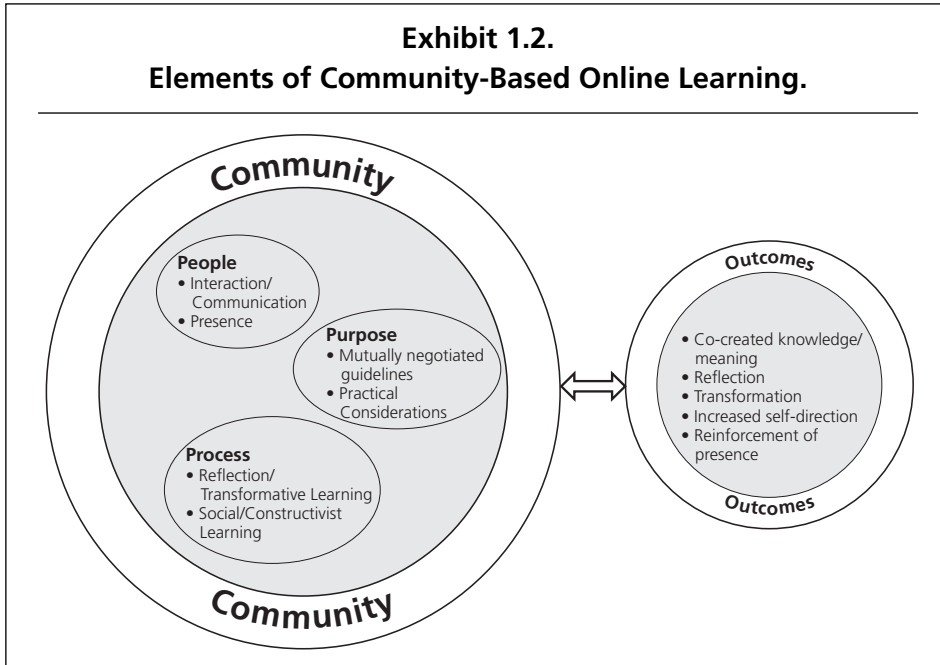 Exhibit 1.2.
Elements of Community-Based Online Learning.
Community
People
• Interaction/
Communication
• Presence
Purpose
• Mutually negotiated
guidelines
• Practical
Considerations
Process
• Reflection/
Transformative Learning
• Social/Constructivist
Learning
Community
Outcomes
• Co-created knowledge/
meaning
• Reflection
• Transformation
• Increased self-direction
• Reinforcement of
presence
Outcomes